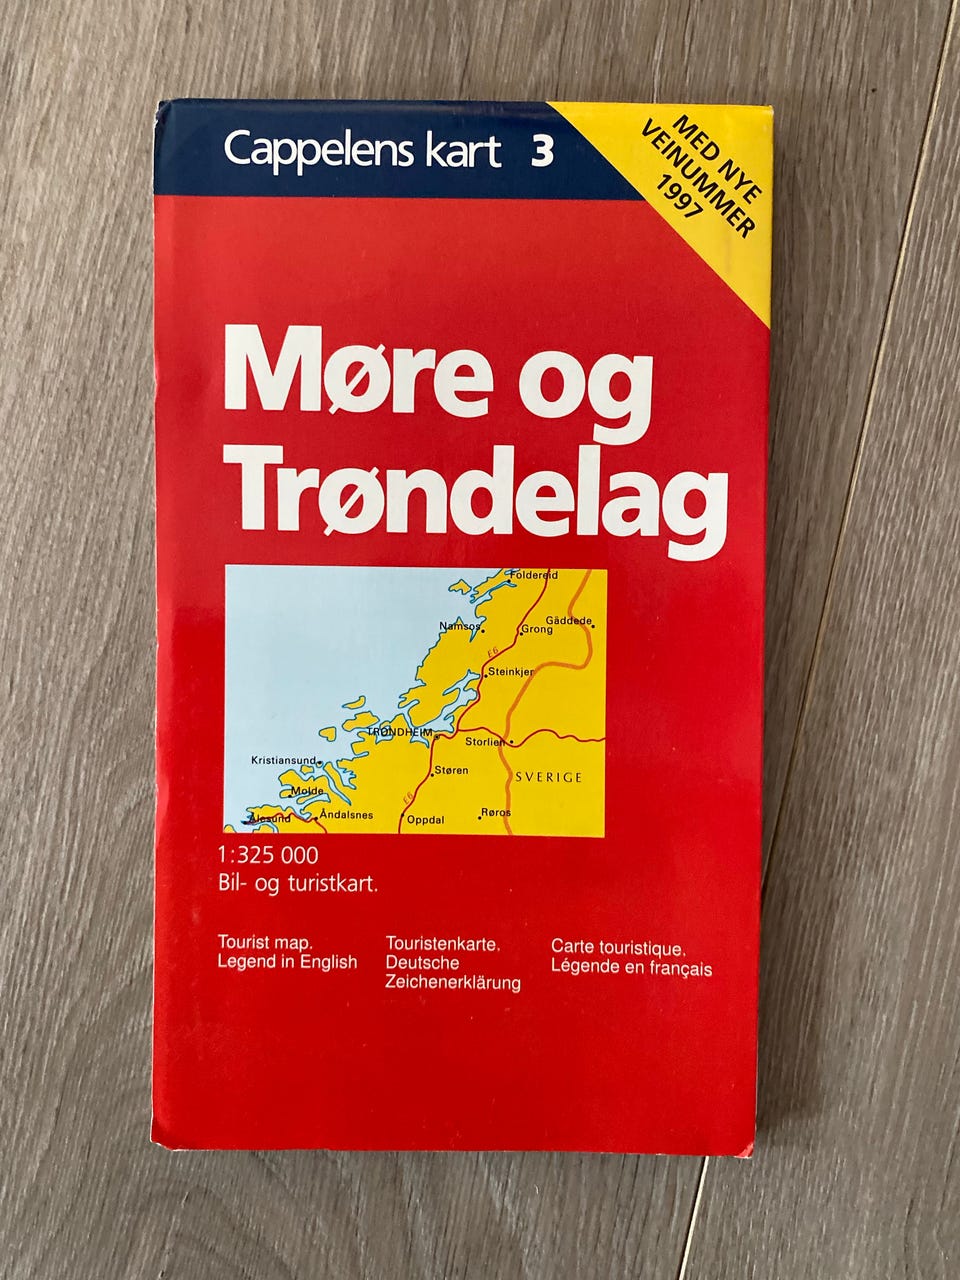 Cappelens kart 3
MED NYE
VEINUMMER
1997
Møre og
Trøndelag
Foldereid
Namsos
Grong
Gäddede
E6
Steinkjer
TRONDHEIM
Storlien
Kristiansund
Støren
SVERIGE
Molde
E6
Ålesund
Åndalsnes
Oppdal
Røros
1:325 000
Bil- og turistkart.
Tourist map.
Legend in English
Touristenkarte.
Deutsche
Zeichenerklärung
Carte touristique.
Légende en français